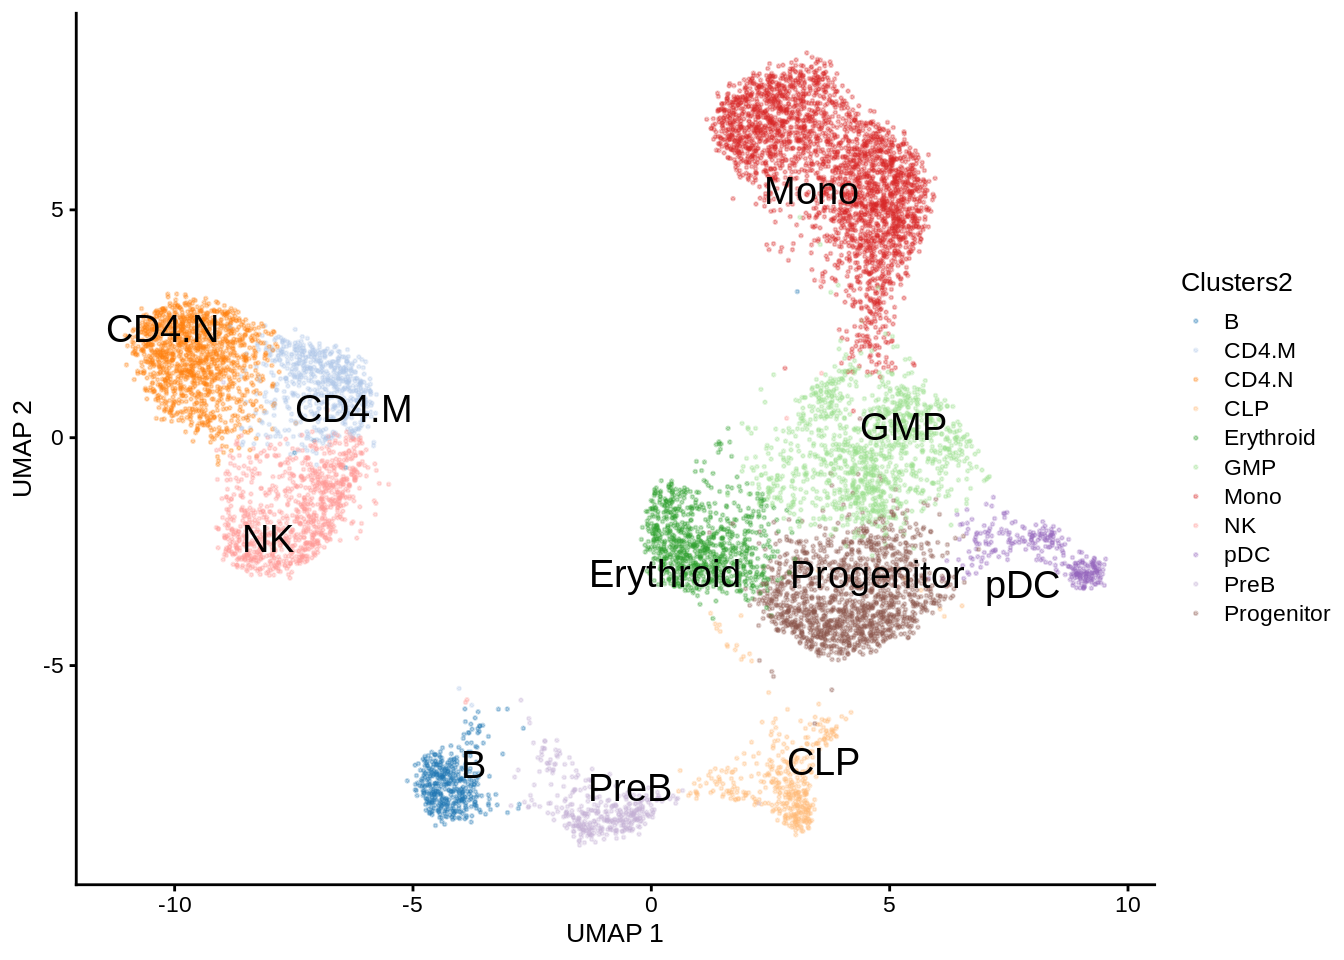 Mono
5
Clusters2
B
CD4.M
CD4.N
CLP
Erythroid
GMP
Mono
NK
pDC
PreB
Progenitor
CD4.N
CD4.M
GMP
0
UMAP 2
NK
Erythroid
Progenitor
pDC
-5
B
PreB
CLP
-10
-5
0
5
10
UMAP 1